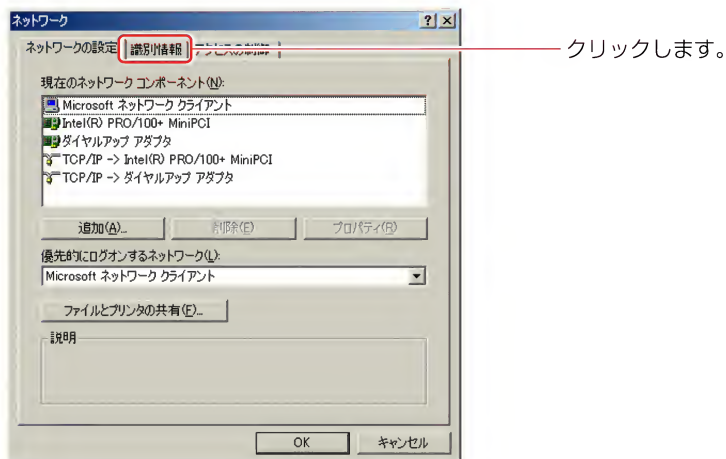 ネットワーク
ネットワークの設定 識別情報 アクセスの制御
クリックします。
現在のネットワーク コンポーネント(N):
Microsoft ネットワーク クライアント
Intel(R) PRO/100+ MiniPCI
ダイヤルアップ アダプタ
TCP/IP -> Intel(R) PRO/100+ MiniPCI
TCP/IP -> ダイヤルアップ アダプタ
追加(A)... 削除(E) プロパティ(R)
優先的にログオンするネットワーク(L):
Microsoft ネットワーク クライアント
ファイルとプリンタの共有(F)...
説明
OK キャンセル